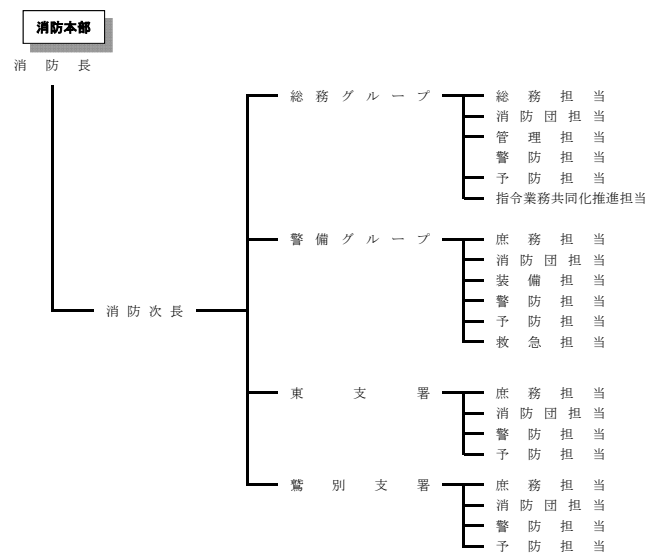 消防本部
消防長
総務グループ 総務担当
消防団担当
管理担当
警防担当
予防担当
指令業務共同化推進担当
警備グループ 庶務担当
消防団担当
装備担当
警防担当
消防次長
予防担当
救急担当
東支署 庶務担当
消防団担当
警防担当
予防担当
鷲別支署 庶務担当
消防団担当
警防担当
予防担当